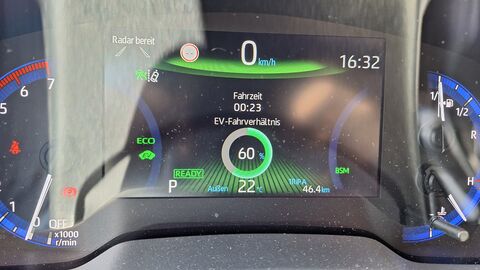 Radar bereit
0 km/h
16:32
Fahrzeit
00:23
EV-Fahrverhältnis
60 %
ECO
READY
P
Außen 22 °C
TRIP A 46.4 km
BSM
7
6
2
1
0
OFF
x1000
r/min
1/1
1/2
H